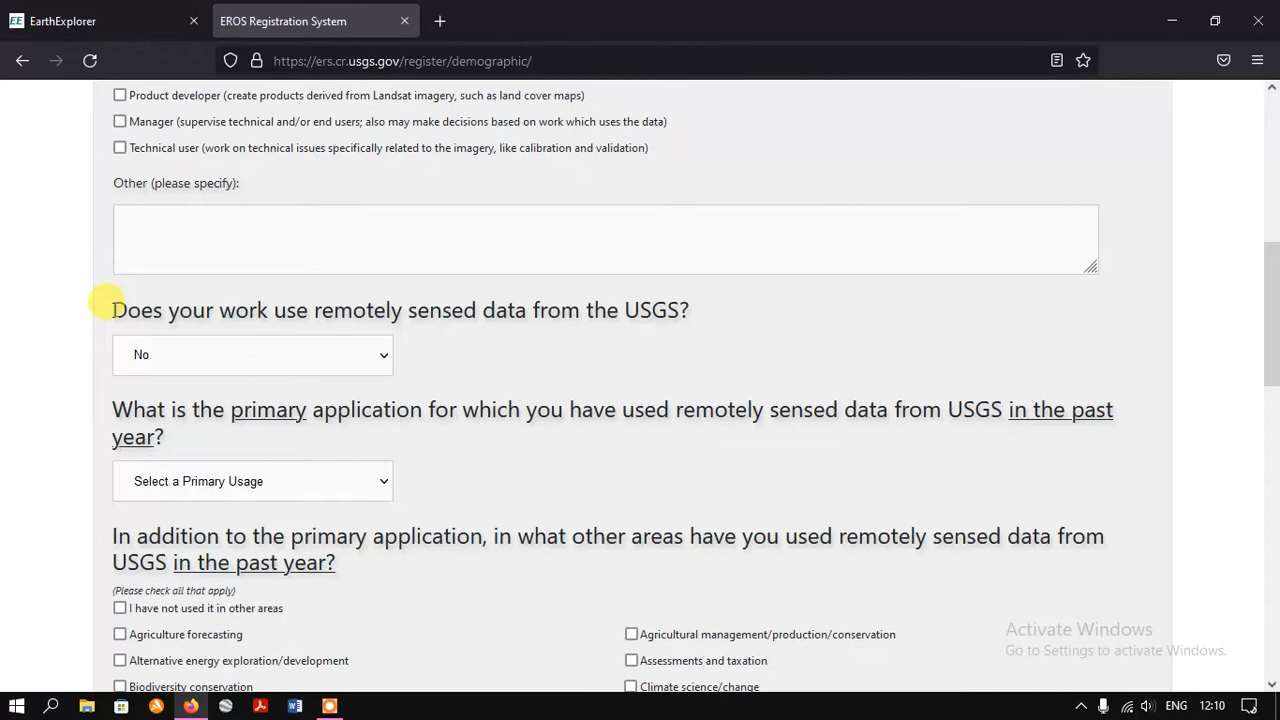 EE EarthExplorer
EROS Registration System
https://ers.cr.usgs.gov/register/demographic/
Product developer (create products derived from Landsat imagery, such as land cover maps)
Manager (supervise technical and/or end users; also may make decisions based on work which uses the data)
Technical user (work on technical issues specifically related to the imagery, like calibration and validation)
Other (please specify):
Does your work use remotely sensed data from the USGS?
No
What is the primary application for which you have used remotely sensed data from USGS in the past
year?
Select a Primary Usage
In addition to the primary application, in what other areas have you used remotely sensed data from
USGS in the past year?
(Please check all that apply)
I have not used it in other areas
Agriculture forecasting
Agricultural management/production/conservation
Alternative energy exploration/development
Assessments and taxation
Biodiversity conservation
Climate science/change
Activate Windows
Go to Settings to activate Windows.
ENG
12:10